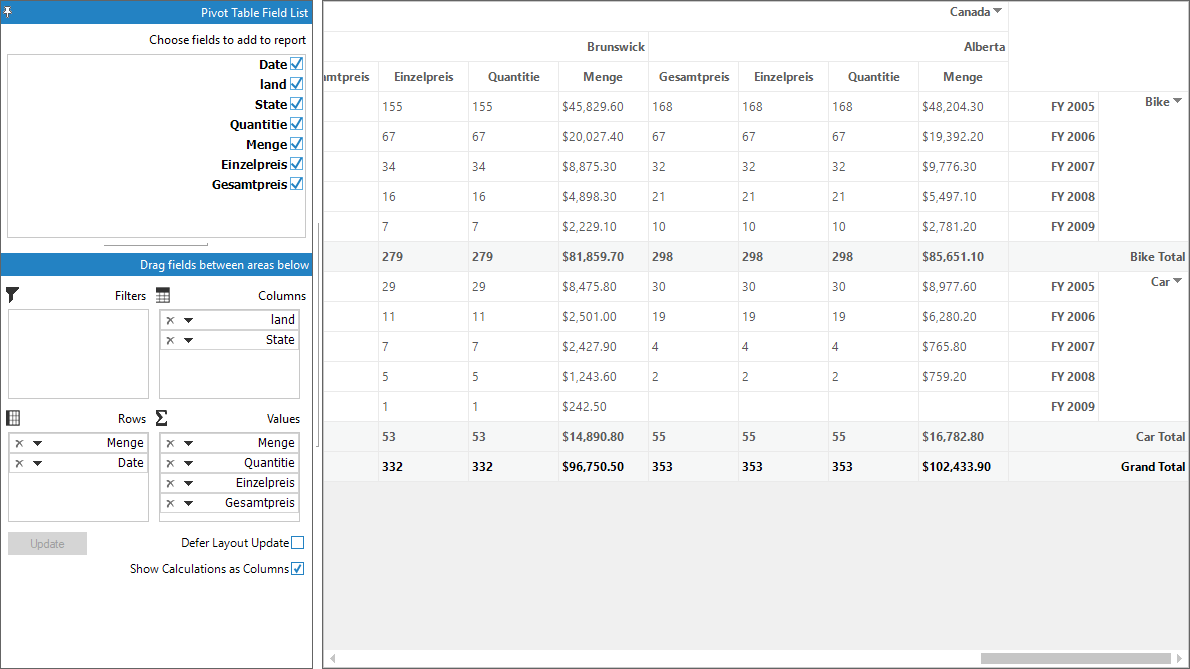 Pivot Table Field List
Choose fields to add to report
Date
land
State
Quantitie
Menge
Einzelpreis
Gesamtpreis
Drag fields between areas below
Filters Columns
land
State
Rows Values
Menge Menge
Date Quantitie
Einzelpreis
Gesamtpreis
Update Defer Layout Update
Show Calculations as Columns
Canada
Brunswick Alberta
Einzelpreis Quantitie Menge Gesamtpreis Einzelpreis Quantitie Menge
155 155 $45,829.60 168 168 168 $48,204.30 FY 2005 Bike
67 67 $20,027.40 67 67 67 $19,392.20 FY 2006
34 34 $8,875.30 32 32 32 $9,776.30 FY 2007
16 16 $4,898.30 21 21 21 $5,497.10 FY 2008
7 7 $2,229.10 10 10 10 $2,781.20 FY 2009
279 279 $81,859.70 298 298 298 $85,651.10 Bike Total
29 29 $8,475.80 30 30 30 $8,977.60 FY 2005 Car
11 11 $2,501.00 19 19 19 $6,280.20 FY 2006
7 7 $2,427.90 4 4 4 $765.80 FY 2007
5 5 $1,243.60 2 2 2 $759.20 FY 2008
1 1 $242.50 FY 2009
53 53 $14,890.80 55 55 55 $16,782.80 Car Total
332 332 $96,750.50 353 353 353 $102,433.90 Grand Total